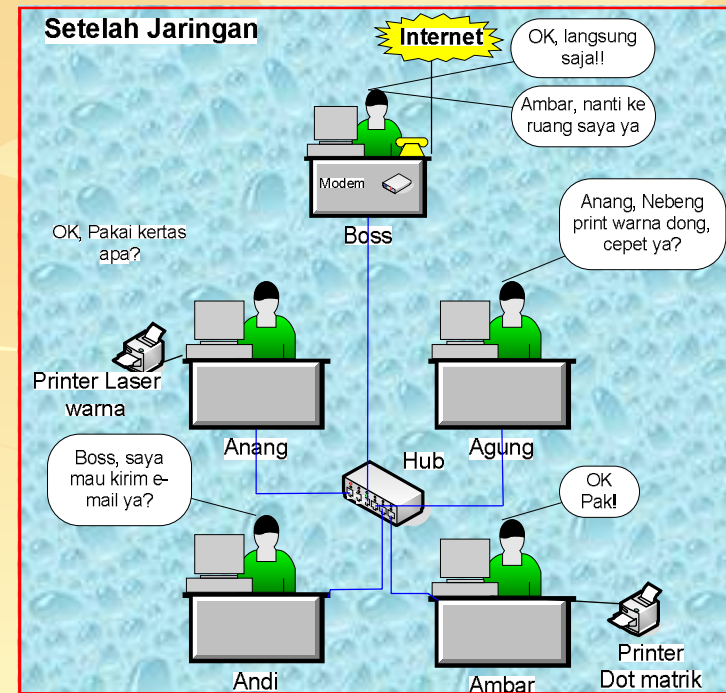 Setelah Jaringan
Internet
OK, langsung
saja!!
Ambar, nanti ke
ruang saya ya
Modem
Boss
Anang, Nebeng
print warna dong,
cepet ya?
OK, Pakai kertas
apa?
Printer Laser
warna
Anang
Agung
Hub
Boss, saya
mau kirim e-
mail ya?
OK
Pak!
Andi
Ambar
Printer
Dot matrik